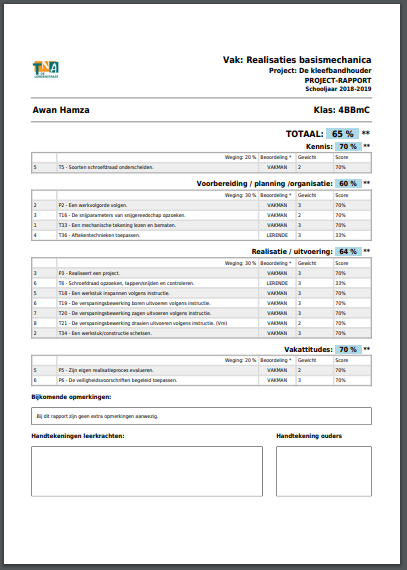 Vak: Realisaties basismechanica
Project: De kleefbandhouder
PROJECT-RAPPORT
Schooljaar 2018-2019
TNA
Awan Hamza Klas: 4BBmC
TOTAAL: 65 % **
Kennis: 70 % **
Weging: 20 % Beoordeling * Gewicht Score
5 T5 - Soorten schroefdraad onderscheiden. VAKMAN 2 70%
Voorbereiding / planning /organisatie: 60 % **
Weging: 30 % Beoordeling * Gewicht Score
2 P2 - Een werkvolgorde volgen. VAKMAN 3 70%
3 T16 - De snijparameters van snijgereedschap opzoeken. VAKMAN 2 70%
1 T33 - Een mechanische tekening lezen en bematen. VAKMAN 3 70%
4 T36 - Aftekentechnieken toepassen. LERENDE 3 33%
Realisatie / uitvoering: 64 % **
Weging: 30 % Beoordeling * Gewicht Score
3 P3 - Realiseert een project. VAKMAN 3 70%
6 T6 - Schroefdraad opzoeken, tappen/snijden en controleren. LERENDE 3 33%
5 T18 - Een werkstuk inspannen volgens instructie. VAKMAN 3 70%
6 T19 - De verspaningsbewerking boren uitvoeren volgens instructie. VAKMAN 3 70%
7 T20 - De verspaningsbewerking zagen uitvoeren volgens instructie. VAKMAN 3 70%
8 T21 - De verspaningsbewerking draaien uitvoeren volgens instructie. (Vrn) VAKMAN 2 70%
2 T34 - Een werkstuk/constructie schetsen. VAKMAN 3 70%
Vakattitudes: 70 % **
Weging: 20 % Beoordeling * Gewicht Score
5 P5 - Zijn eigen realisatieproces evalueren. VAKMAN 2 70%
6 P6 - De veiligheidsvoorschriften begeleid toepassen. VAKMAN 3 70%
Bijkomende opmerkingen:
Bij dit rapport zijn geen extra opmerkingen aanwezig.
Handtekeningen leerkrachten: Handtekening ouders